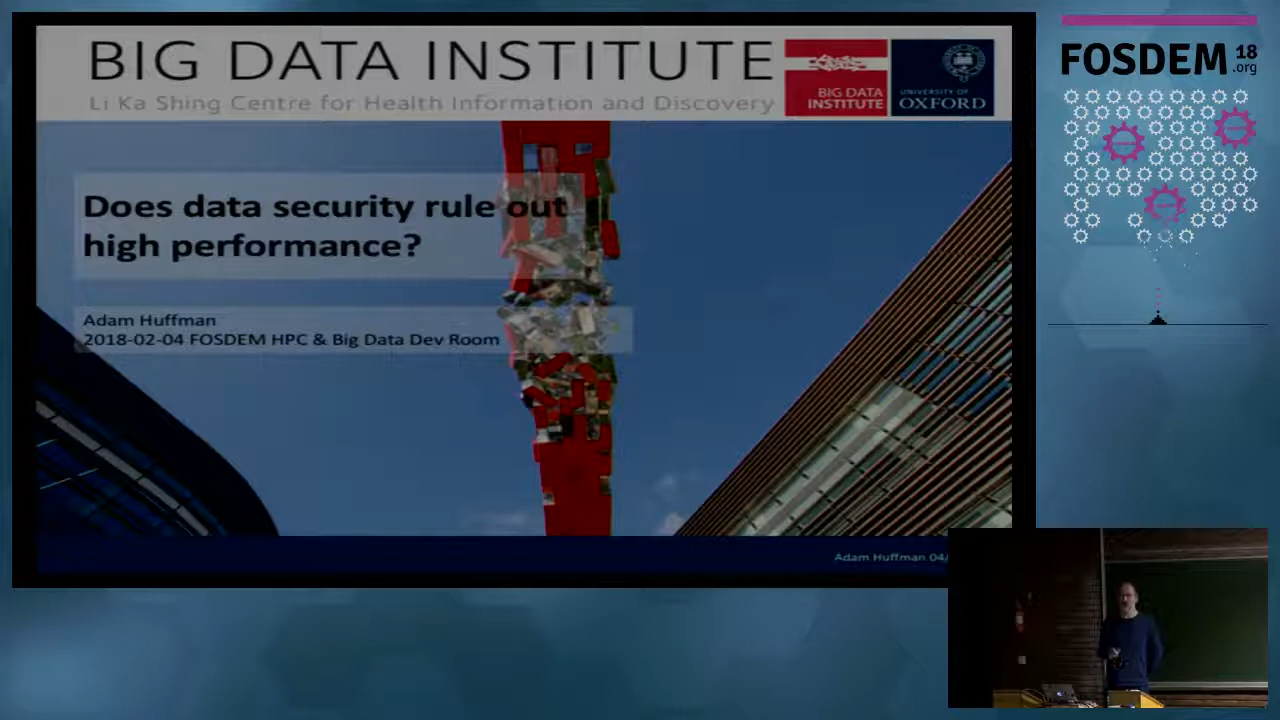 BIG DATA INSTITUTE
Li Ka Shing Centre for Health Information and Discovery
BIG DATA
INSTITUTE
UNIVERSITY OF
OXFORD
Does data security rule out
high performance?
Adam Huffman
2018-02-04 FOSDEM HPC & Big Data Dev Room
Adam Huffman 04/
FOSDEM 18
.org